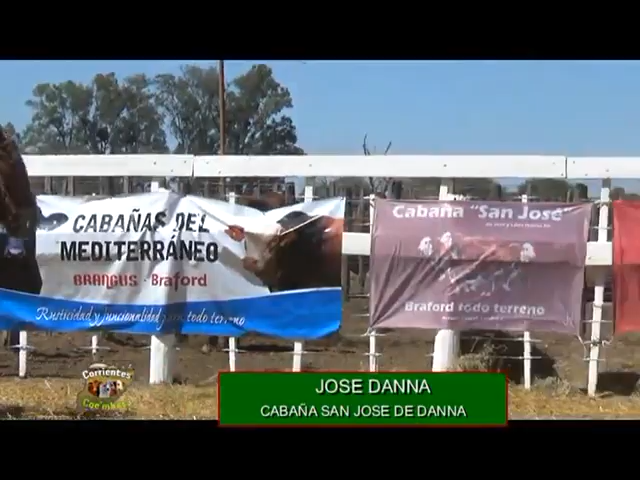 CABAÑAS DEL
MEDITERRÁNEO
BRANGUS - Braford
Rusticidad y funcionalidad para todo terreno
Cabaña "San José"
Braford todo terreno
Corrientes
JOSE DANNA
CABAÑA SAN JOSE DE DANNA